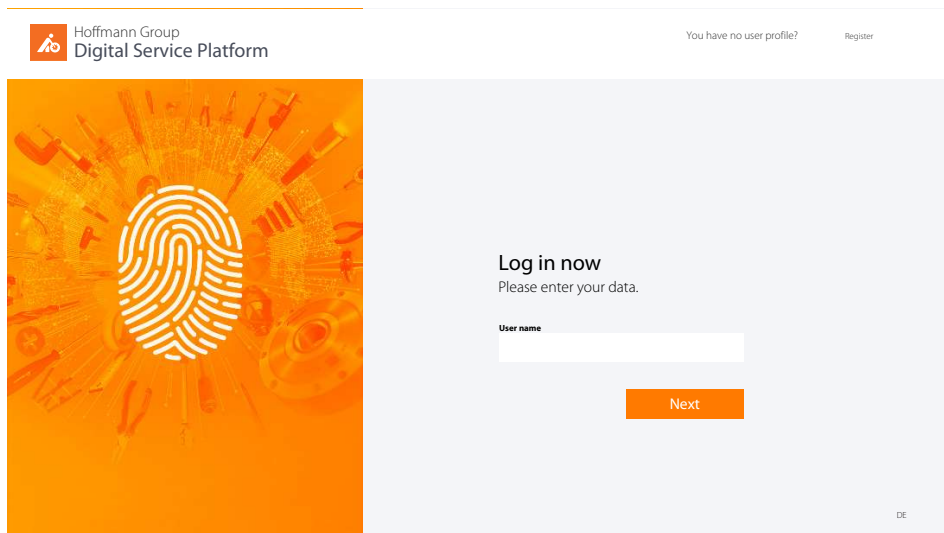 Hoffmann Group
Digital Service Platform
You have no user profile?
Register
Log in now
Please enter your data.
User name
Next
DE